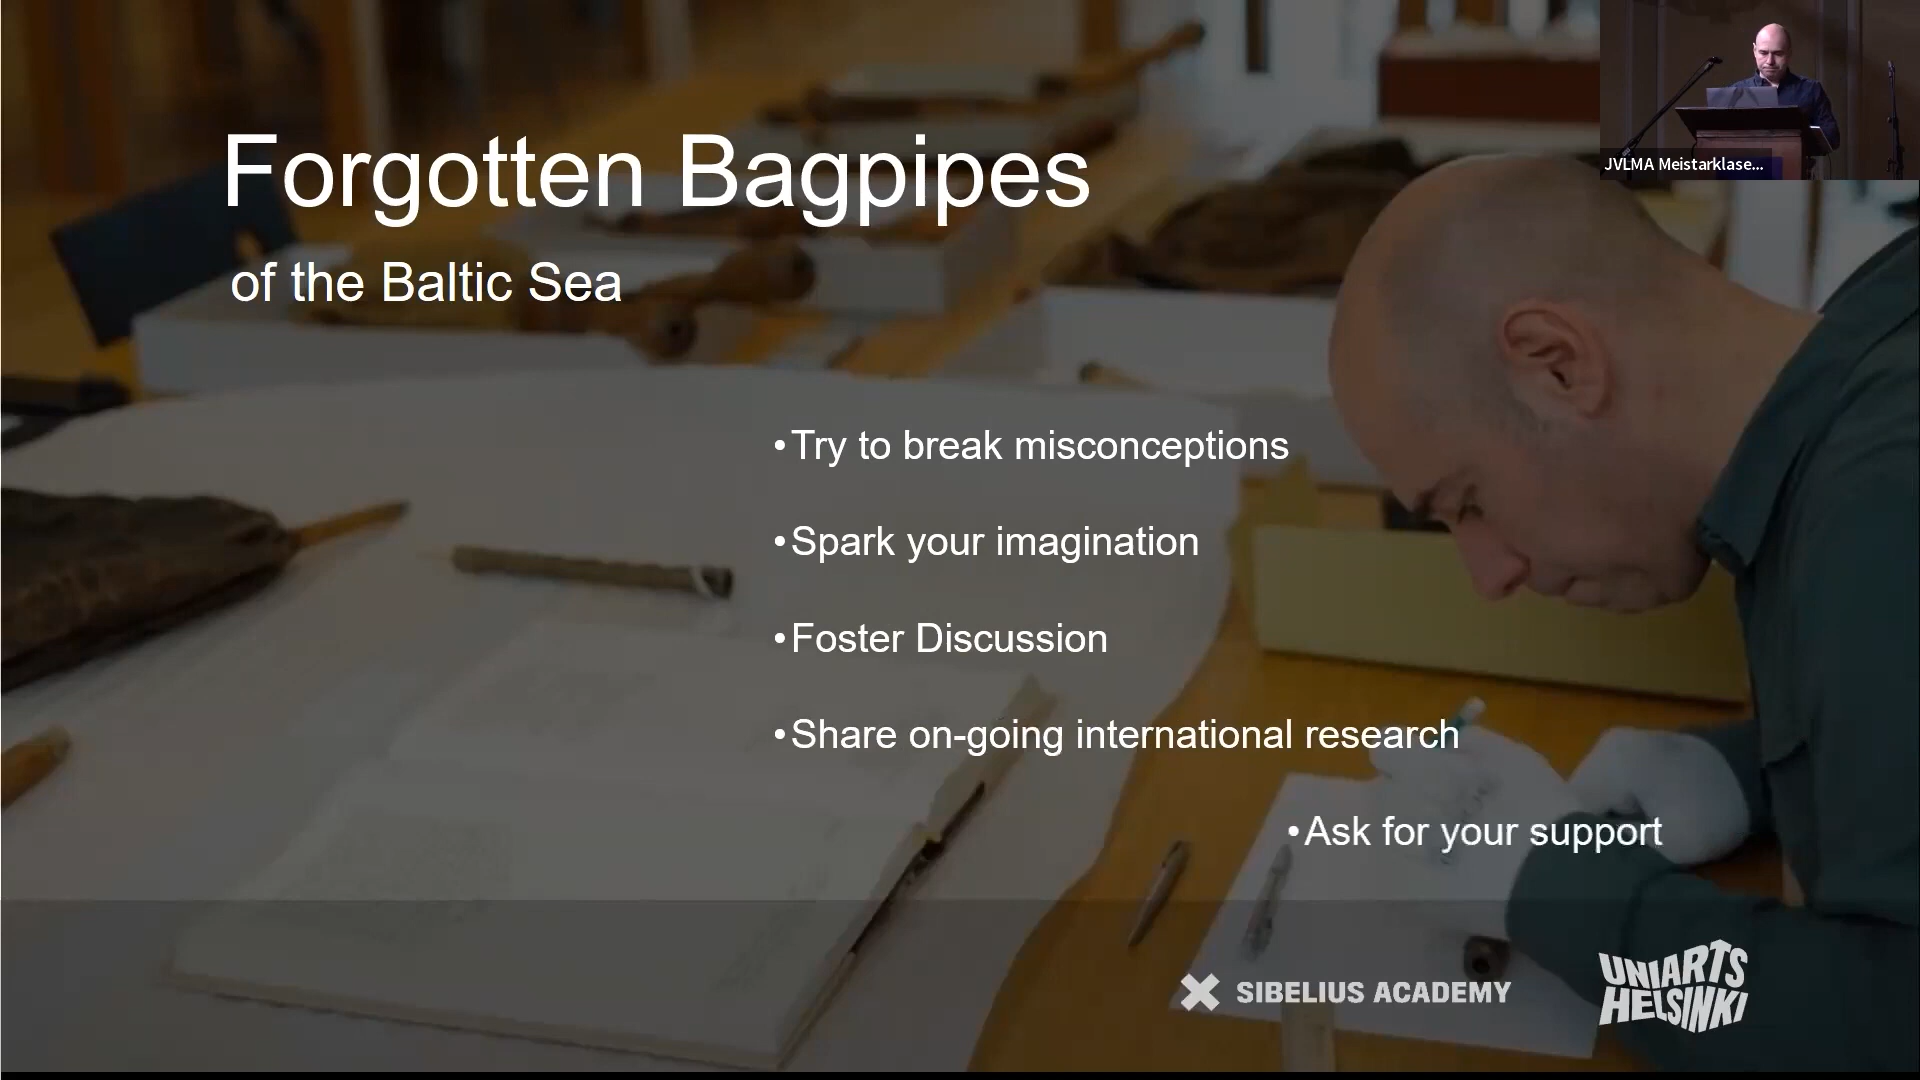 Forgotten Bagpipes
of the Baltic Sea
JVLMA Meistarklase...
•Try to break misconceptions
•Spark your imagination
•Foster Discussion
•Share on-going international research
•Ask for your support
SIBELIUS ACADEMY
UNIARTS
HELSINKI